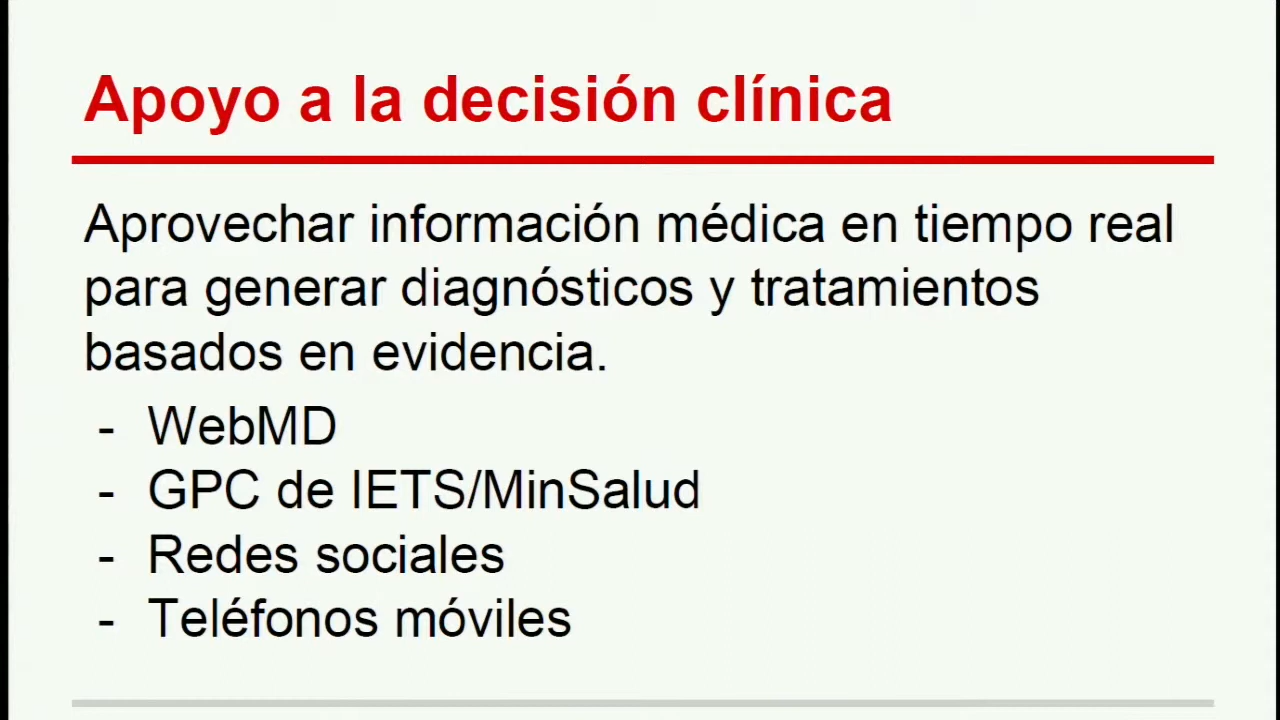 Apoyo a la decisión clínica
Aprovechar información médica en tiempo real
para generar diagnósticos y tratamientos
basados en evidencia.
- WebMD
- GPC de IETS/MinSalud
- Redes sociales
- Teléfonos móviles